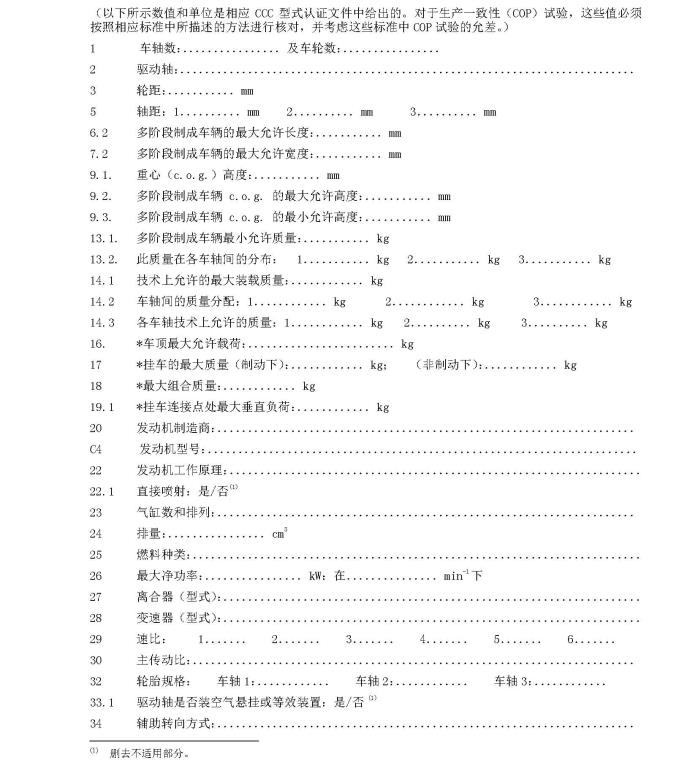 （以下所示数值和单位是相应 CCC 型式认证文件中给出的。对于生产一致性（COP）试验，这些值必须
按照相应标准中所描述的方法进行核对，并考虑这些标准中 COP 试验的允差。）
1 车轴数：................ 及车轮数：................
2 驱动轴：...........................................................................
3 轮距：........... mm
5 轴距：1.......... mm 2.......... mm 3.......... mm
6.2 多阶段制成车辆的最大允许长度：........... mm
7.2 多阶段制成车辆的最大允许宽度：........... mm
9.1. 重心（c.o.g.）高度：........... mm
9.2. 多阶段制成车辆 c.o.g. 的最大允许高度：........... mm
9.3. 多阶段制成车辆 c.o.g. 的最小允许高度：........... mm
13.1. 多阶段制成车辆最小允许质量：........... kg
13.2. 此质量在各车轴间的分布： 1........... kg 2........... kg 3........... kg
14.1 技术上允许的最大装载质量：............ kg
14.2 车轴间的质量分配：1............ kg 2............ kg 3............ kg
14.3 各车轴技术上允许的质量：1............ kg 2.......... kg 3.......... kg
16. *车顶最大允许载荷：........................ kg
17 *挂车的最大质量（制动下）：............ kg； （非制动下）：............ kg
18 *最大组合质量：............ kg
19.1 *挂车连接点处最大垂直负荷：............ kg
20 发动机制造商：.....................................................................
C4 发动机型号：.......................................................................
22 发动机工作原理：....................................................................
22.1 直接喷射：是/否⁽¹⁾
23 气缸数和排列：.....................................................................
24 排量：................ cm³
25 燃料种类：..........................................................................
26 最大净功率：................ kW；在............... min⁻¹下
27 离合器（型式）：.....................................................................
28 变速器（型式）：.....................................................................
29 速比： 1....... 2....... 3....... 4....... 5....... 6.......
30 主传动比：.........................................................................
32 轮胎规格： 车轴 1：............ 车轴 2：............ 车轴 3：............
33.1 驱动轴是否装空气悬挂或等效装置：是/否 ⁽¹⁾
34 辅助转向方式：.....................................................................
⁽¹⁾ 删去不适用部分。